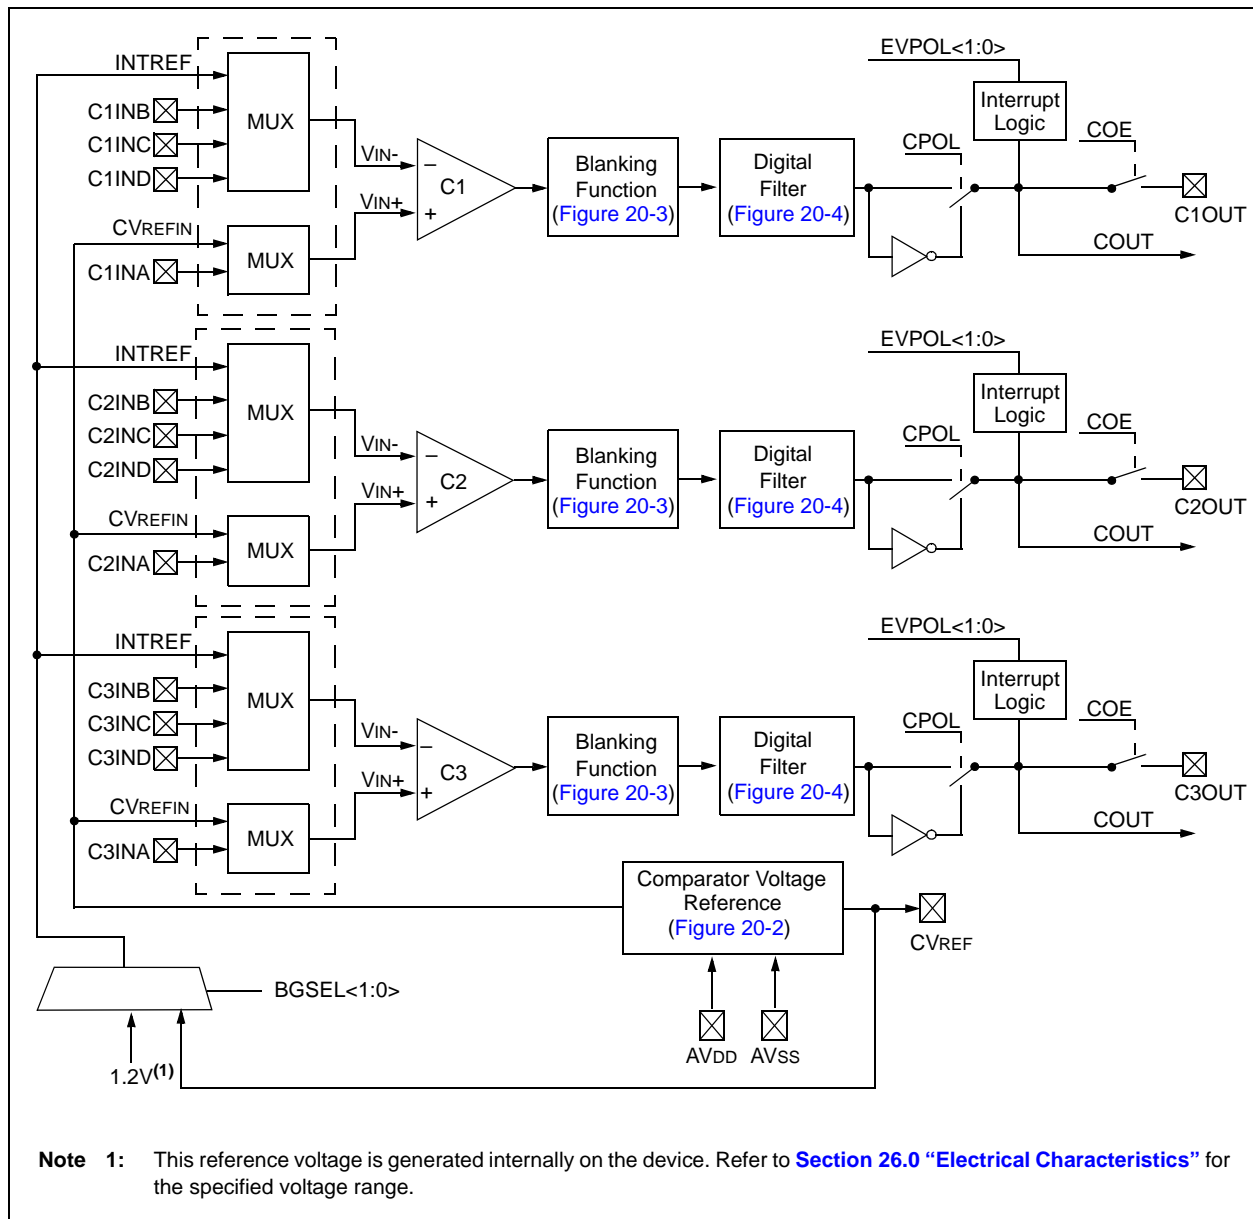 EVPOL<1:0>
INTREF
MUX
C1INB
C1INC
C1IND
Interrupt
Logic
CPOL
COE
VIN-
–
C1
VIN+
+
Blanking
Function
(Figure 20-3)
Digital
Filter
(Figure 20-4)
C1OUT
CVREFIN
MUX
C1INA
COUT
EVPOL<1:0>
INTREF
MUX
C2INB
C2INC
C2IND
Interrupt
Logic
CPOL
COE
VIN-
–
C2
VIN+
+
Blanking
Function
(Figure 20-3)
Digital
Filter
(Figure 20-4)
C2OUT
CVREFIN
MUX
C2INA
COUT
EVPOL<1:0>
INTREF
MUX
C3INB
C3INC
C3IND
Interrupt
Logic
CPOL
COE
VIN-
–
C3
VIN+
+
Blanking
Function
(Figure 20-3)
Digital
Filter
(Figure 20-4)
C3OUT
CVREFIN
MUX
C3INA
COUT
Comparator Voltage
Reference
(Figure 20-2)
CVREF
BGSEL<1:0>
AVDD
AVSS
1.2V(1)
Note 1: This reference voltage is generated internally on the device. Refer to Section 26.0 “Electrical Characteristics” for
the specified voltage range.